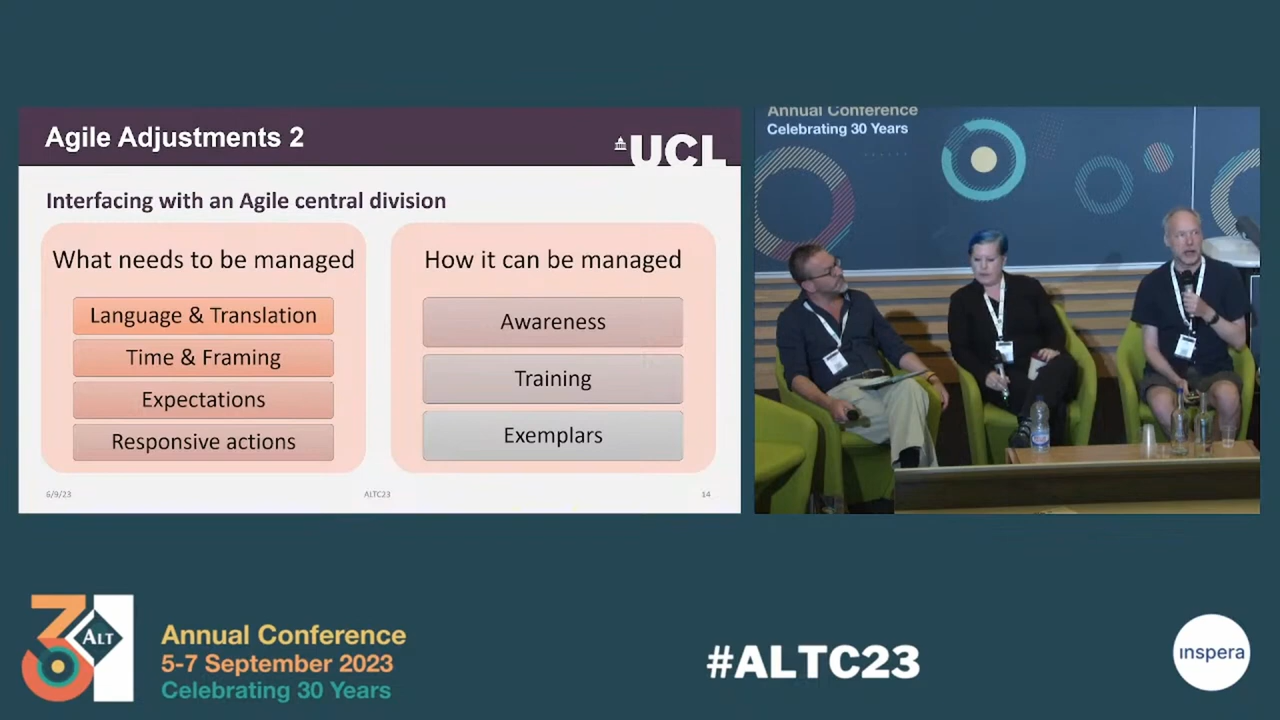 Agile Adjustments 2
UCL
Interfacing with an Agile central division
What needs to be managed
Language & Translation
Time & Framing
Expectations
Responsive actions
How it can be managed
Awareness
Training
Exemplars
6/9/23
ALTC23
14
Annual Conference
Celebrating 30 Years
30
ALT
Annual Conference
5-7 September 2023
Celebrating 30 Years
#ALTC23
inspera